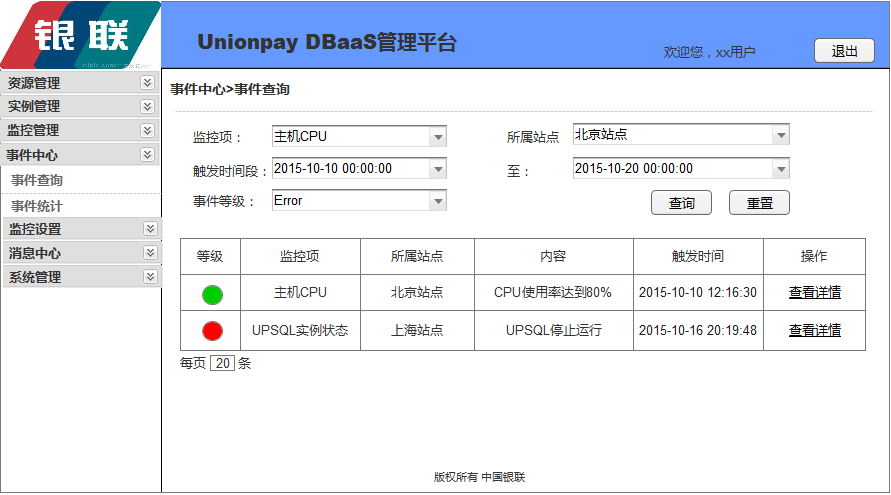 银联
Unionpay DBaaS管理平台
欢迎您，xx用户
退出
资源管理
实例管理
监控管理
事件中心
事件查询
事件统计
监控设置
消息中心
系统管理
事件中心>事件查询
监控项： 主机CPU 所属站点 北京站点
触发时间段： 2015-10-10 00:00:00 至： 2015-10-20 00:00:00
事件等级： Error 查询 重置
等级 监控项 所属站点 内容 触发时间 操作
主机CPU 北京站点 CPU使用率达到80% 2015-10-10 12:16:30 查看详情
UPSQL实例状态 上海站点 UPSQL停止运行 2015-10-16 20:19:48 查看详情
每页 20 条
版权所有 中国银联